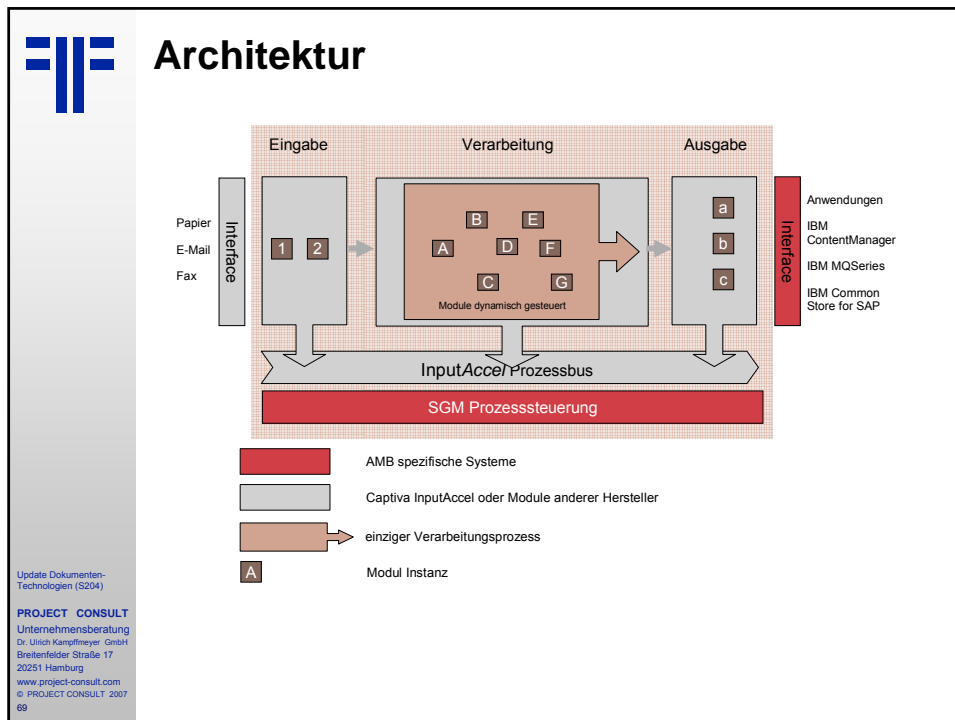 Architektur
Eingabe
Verarbeitung
Ausgabe
Papier
E-Mail
Fax
Interface
1 2
B E
A D F
C G
Module dynamisch gesteuert
a
b
c
Interface
Anwendungen
IBM
ContentManager
IBM MQSeries
IBM Common
Store for SAP
InputAccel Prozessbus
SGM Prozesssteuerung
AMB spezifische Systeme
Captiva InputAccel oder Module anderer Hersteller
einziger Verarbeitungsprozess
A Modul Instanz
Update Dokumenten-
Technologien (S204)
PROJECT CONSULT
Unternehmensberatung
Dr. Ulrich Kampffmeyer GmbH
Breitenfelder Straße 17
20251 Hamburg
www.project-consult.com
© PROJECT CONSULT 2007
69